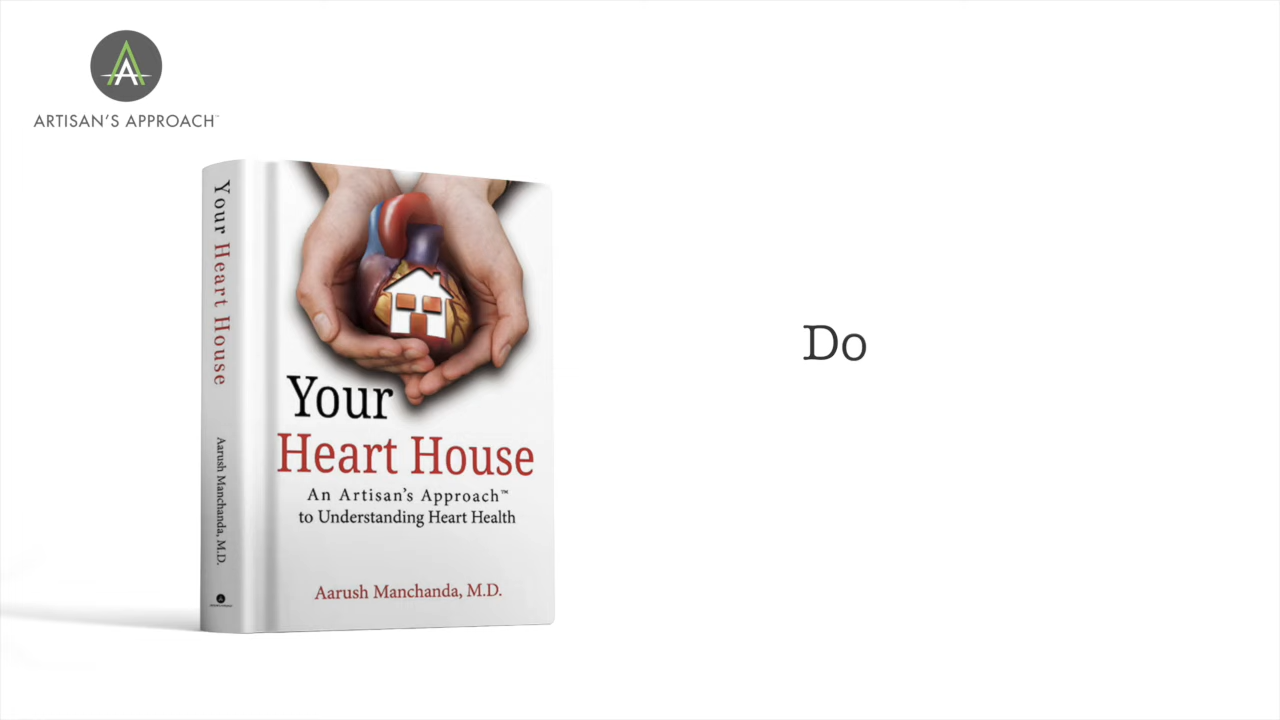 ARTISAN'S APPROACH™
Your Heart House
Aarush Manchanda, M.D.
Your
Heart House
An Artisan's Approach™
to Understanding Heart Health
Aarush Manchanda, M.D.
Do